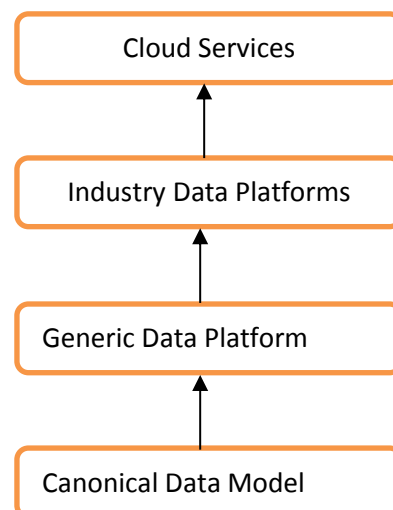 Cloud Services
Industry Data Platforms
Generic Data Platform
Canonical Data Model